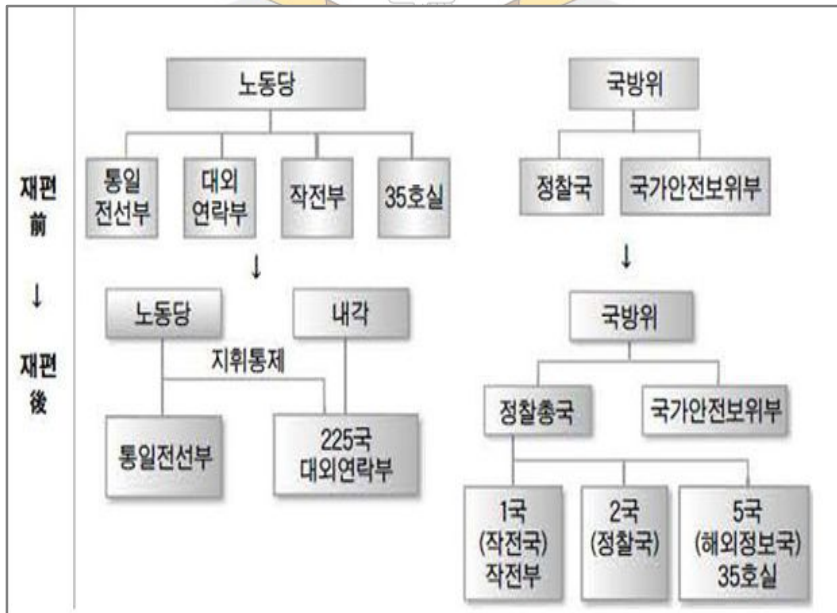 노동당
국방위
통일
전선부
대외
연락부
작전부
35호실
정찰국
국가안전보위부
재편
前
↓
재편
後
↓
↓
노동당
내각
지휘통제
통일전선부
225국
대외연락부
국방위
정찰총국
국가안전보위부
1국
(작전국)
작전부
2국
(정찰국)
5국
(해외정보국)
35호실